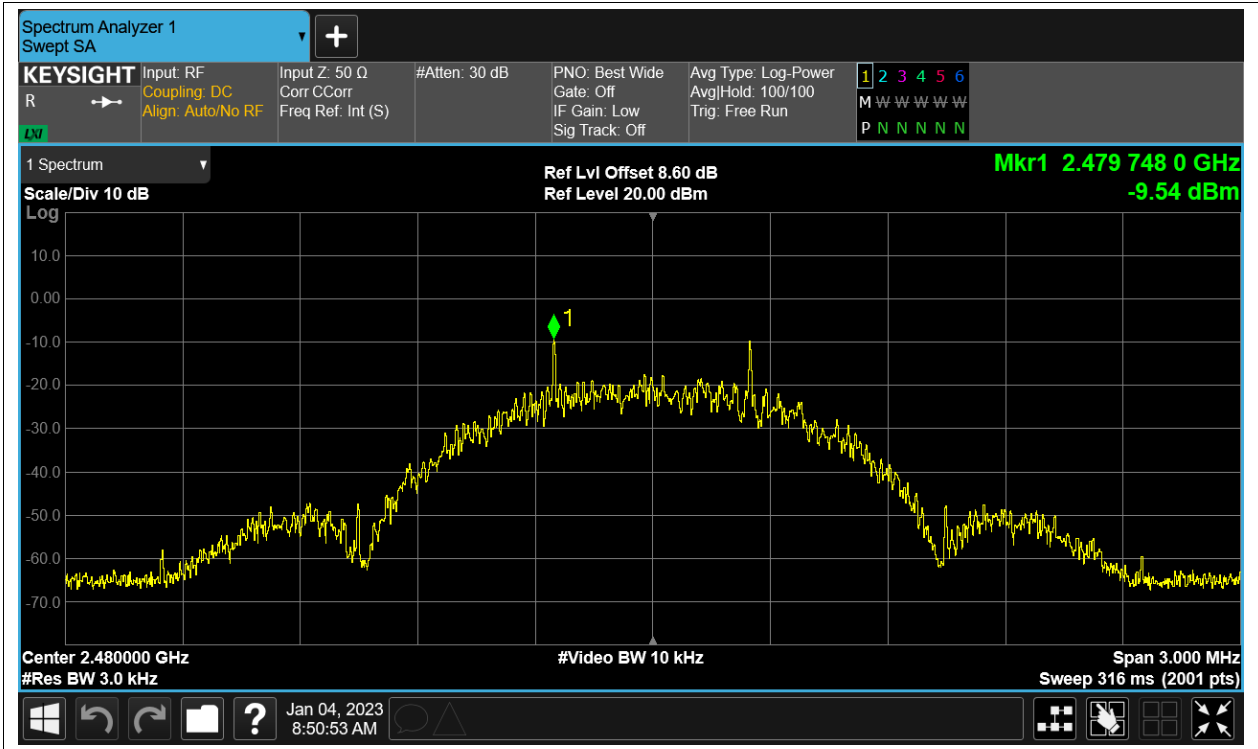 Spectrum Analyzer 1
Swept SA
KEYSIGHT
R
LXI
Input: RF
Coupling: DC
Align: Auto/No RF
Input Z: 50 Ω
Corr CCorr
Freq Ref: Int (S)
#Atten: 30 dB
PNO: Best Wide
Gate: Off
IF Gain: Low
Sig Track: Off
Avg Type: Log-Power
Avg|Hold: 100/100
Trig: Free Run
1 2 3 4 5 6
M W W W W W
P N N N N N
1 Spectrum
Scale/Div 10 dB
Log
Ref Lvl Offset 8.60 dB
Ref Level 20.00 dBm
Mkr1 2.479 748 0 GHz
-9.54 dBm
10.0
0.00
-10.0
-20.0
-30.0
-40.0
-50.0
-60.0
-70.0
1
Center 2.480000 GHz
#Res BW 3.0 kHz
#Video BW 10 kHz
Span 3.000 MHz
Sweep 316 ms (2001 pts)
?
Jan 04, 2023
8:50:53 AM